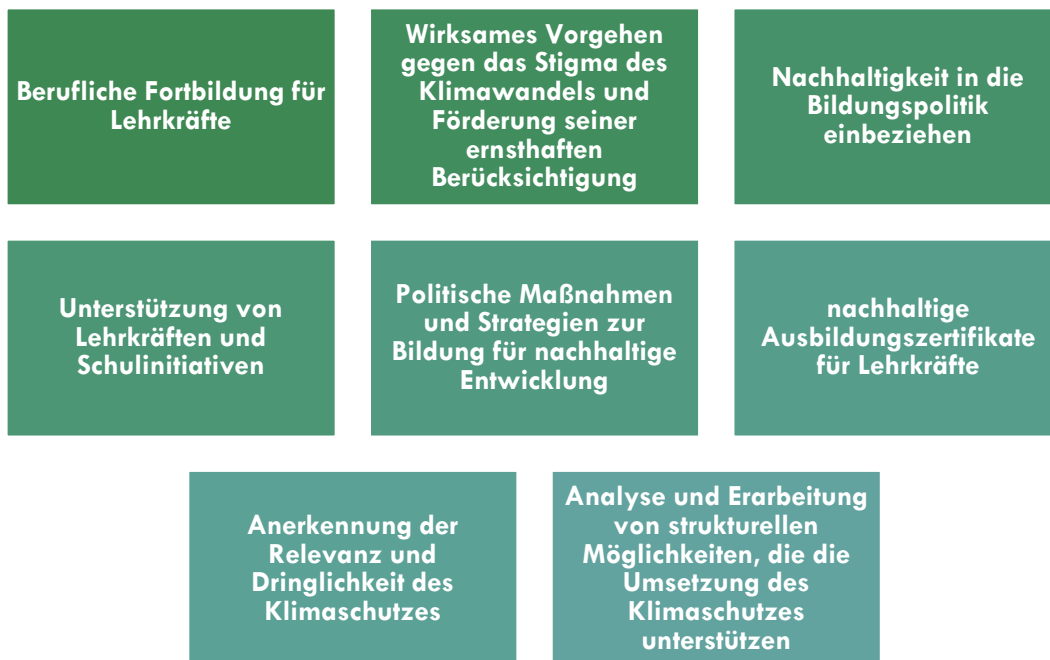 Berufliche Fortbildung für
Lehrkräfte
Wirksames Vorgehen
gegen das Stigma des
Klimawandels und
Förderung seiner
ernsthaften
Berücksichtigung
Nachhaltigkeit in die
Bildungspolitik
einbeziehen
Unterstützung von
Lehrkräften und
Schulinitiativen
Politische Maßnahmen
und Strategien zur
Bildung für nachhaltige
Entwicklung
nachhaltige
Ausbildungszertifikate
für Lehrkräfte
Anerkennung der
Relevanz und
Dringlichkeit des
Klimaschutzes
Analyse und Erarbeitung
von strukturellen
Möglichkeiten, die die
Umsetzung des
Klimaschutzes
unterstützen